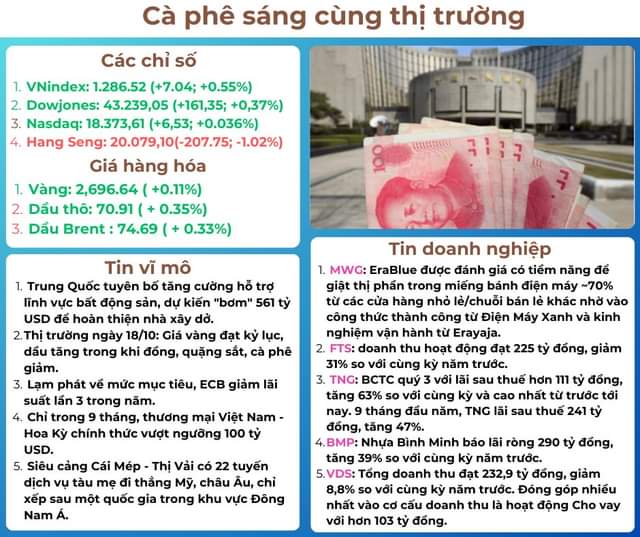 Cà phê sáng cùng thị trường
Các chỉ số
1. VNindex: 1.286.52 (+7.04; +0.55%)
2. Dowjones: 43.239,05 (+161,35; +0,37%)
3. Nasdaq: 18.373,61 (+6,53; +0.036%)
4. Hang Seng: 20.079,10(-207.75; -1.02%)
Giá hàng hóa
1. Vàng: 2,696.64 ( +0.11%)
2. Dầu thô: 70.91 ( + 0.35%)
3. Dầu Brent : 74.69 ( + 0.33%)
Tin vĩ mô
1. Trung Quốc tuyên bố tăng cường hỗ trợ
lĩnh vực bất động sản, dự kiến "bơm" 561 tỷ
USD để hoàn thiện nhà xây dở.
2. Thị trường ngày 18/10: Giá vàng đạt kỷ lục,
dầu tăng trong khi đồng, quặng sắt, cà phê
giảm.
3. Lạm phát về mức mục tiêu, ECB giảm lãi
suất lần 3 trong năm.
4. Chỉ trong 9 tháng, thương mại Việt Nam -
Hoa Kỳ chính thức vượt ngưỡng 100 tỷ
USD.
5. Siêu cảng Cái Mép - Thị Vải có 22 tuyến
dịch vụ tàu mẹ đi thẳng Mỹ, châu Âu, chỉ
xếp sau một quốc gia trong khu vực Đông
Nam Á.
100
Tin doanh nghiệp
1. MWG: EraBlue được đánh giá có tiềm năng để
giật thị phần trong miếng bánh điện máy ~70%
từ các cửa hàng nhỏ lẻ/chuỗi bán lẻ khác nhờ vào
công thức thành công từ Điện Máy Xanh và kinh
nghiệm vận hành từ Erayaja.
2. FTS: doanh thu hoạt động đạt 225 tỷ đồng, giảm
31% so với cùng kỳ năm trước.
3. TNG: BCTC quý 3 với lãi sau thuế hơn 111 tỷ đồng,
tăng 63% so với cùng kỳ và cao nhất từ trước tới
nay. 9 tháng đầu năm, TNG lãi sau thuế 241 tỷ
đồng, tăng 47%.
4. BMP: Nhựa Bình Minh báo lãi ròng 290 tỷ đồng,
tăng 39% so với cùng kỳ năm trước.
5. VDS: Tổng doanh thu đạt 232,9 tỷ đồng, giảm
8,8% so với cùng kỳ năm trước. Đóng góp nhiều
nhất vào cơ cấu doanh thu là hoạt động Cho vay
với hơn 103 tỷ đồng.